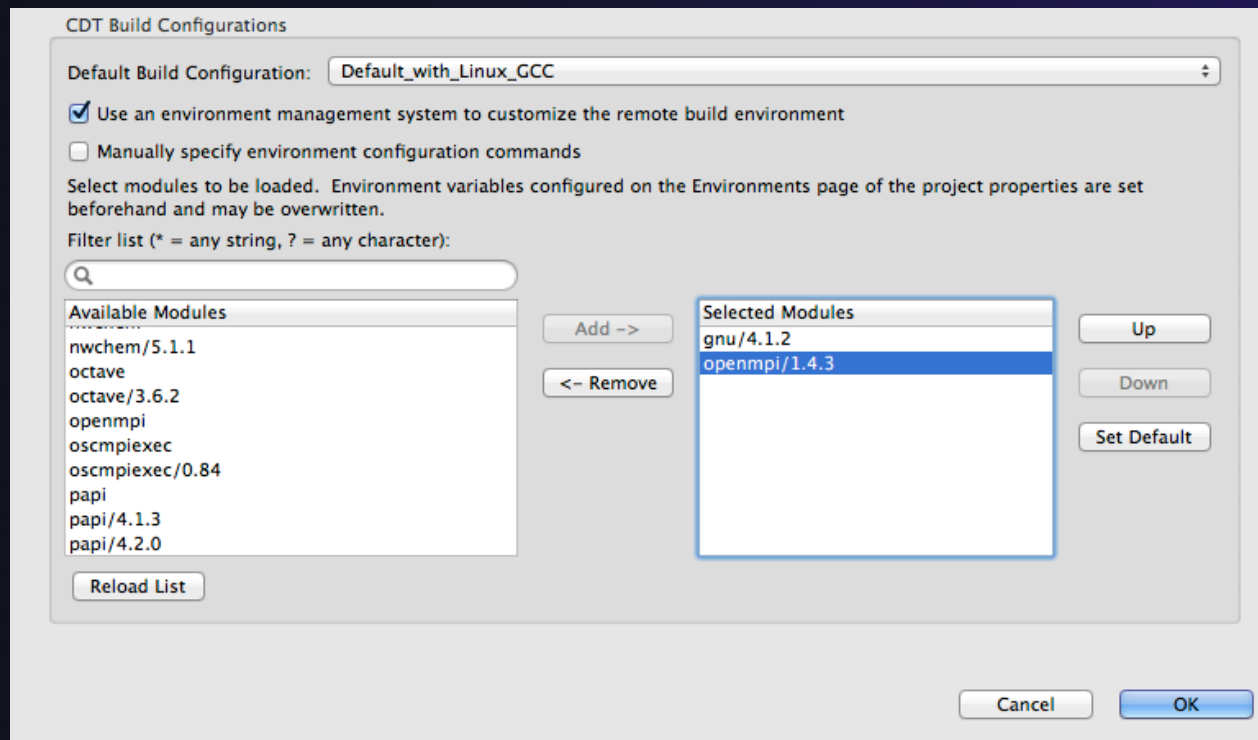 CDT Build Configurations
Default Build Configuration: Default_with_Linux_GCC
Use an environment management system to customize the remote build environment
Manually specify environment configuration commands
Select modules to be loaded. Environment variables configured on the Environments page of the project properties are set
beforehand and may be overwritten.
Filter list (* = any string, ? = any character):
Available Modules
nwchem/5.1.1
octave
octave/3.6.2
openmpi
oscmpiexec
oscmpiexec/0.84
papi
papi/4.1.3
papi/4.2.0
Add ->
<- Remove
Selected Modules
gnu/4.1.2
openmpi/1.4.3
Up
Down
Set Default
Reload List
Cancel
OK